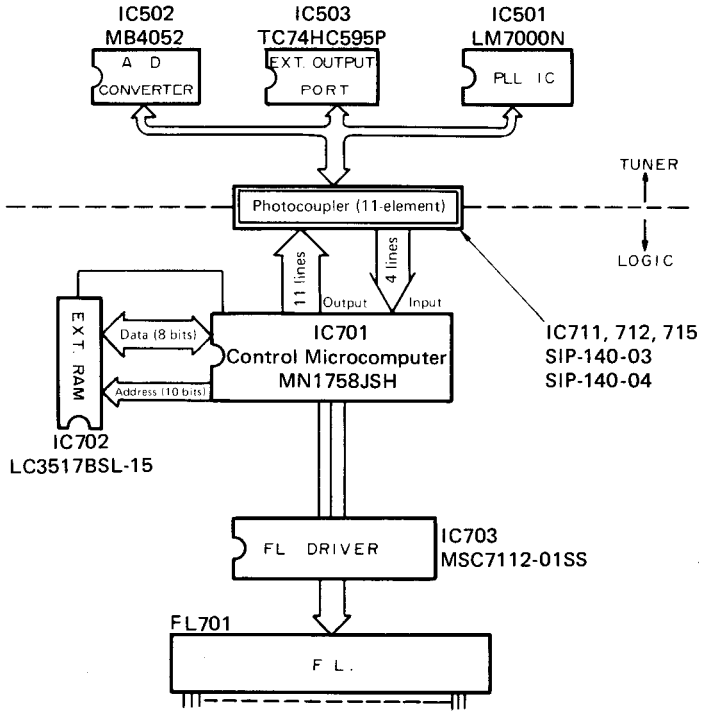 IC502
MB4052
A D
CONVERTER
IC503
TC74HC595P
EXT. OUTPUT
PORT
IC501
LM7000N
PLL IC
TUNER
Photocoupler (11-element)
LOGIC
11 lines
Output
4 lines
Input
IC711, 712, 715
SIP-140-03
SIP-140-04
EXT. RAM
Data (8 bits)
Address (10 bits)
IC701
Control Microcomputer
MN1758JSH
IC702
LC3517BSL-15
FL DRIVER
IC703
MSC7112-01SS
FL701
F L.